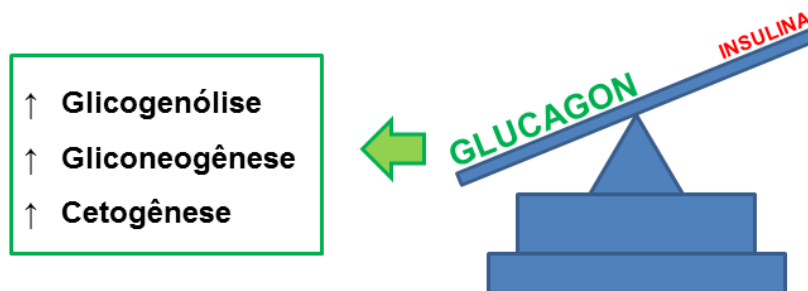 ↑ Glicogenólise
↑ Gliconeogênese
↑ Cetogênese
GLUCAGON
INSULINA